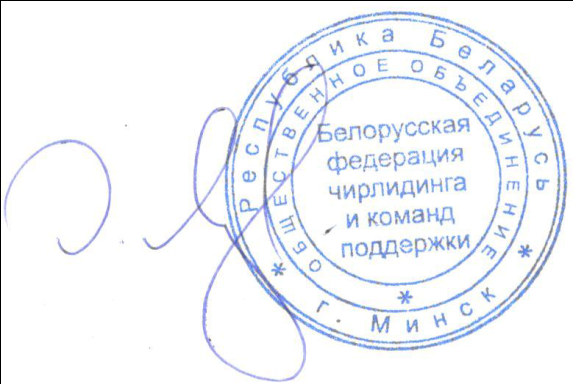 Республика Беларусь
г. Минск
ОБЩЕСТВЕННОЕ ОБЪЕДИНЕНИЕ
Белорусская
федерация
чирлидинга
и команд
поддержки